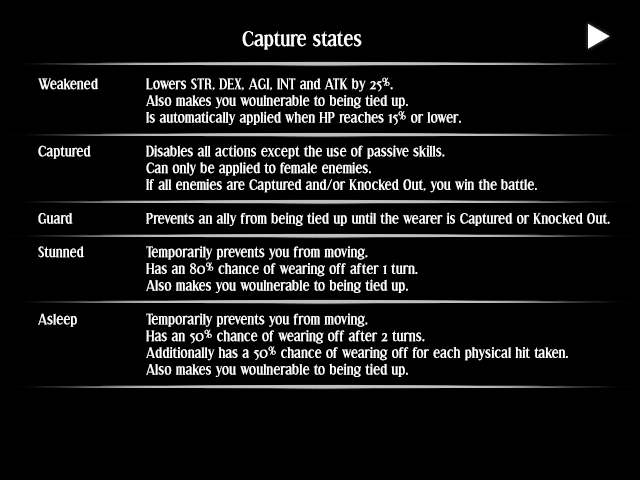 Capture states
Weakened
Lowers STR, DEX, AGI, INT and ATK by 25%.
Also makes you woulnerable to being tied up.
Is automatically applied when HP reaches 15% or lower.
Captured
Disables all actions except the use of passive skills.
Can only be applied to female enemies.
If all enemies are Captured and/or Knocked Out, you win the battle.
Guard
Prevents an ally from being tied up until the wearer is Captured or Knocked Out.
Stunned
Temporarily prevents you from moving.
Has an 80% chance of wearing off after 1 turn.
Also makes you woulnerable to being tied up.
Asleep
Temporarily prevents you from moving.
Has an 50% chance of wearing off after 2 turns.
Additionally has a 50% chance of wearing off for each physical hit taken.
Also makes you woulnerable to being tied up.